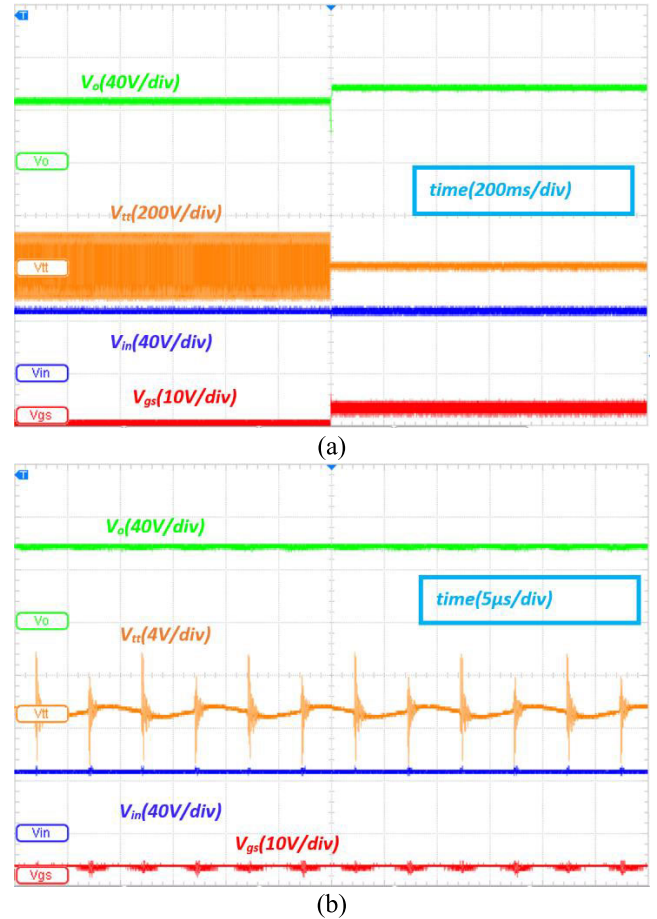 T
Vo(40V/div)
Vo
time(200ms/div)
Vtt(200V/div)
Vtt
Vin(40V/div)
Vin
Vgs(10V/div)
Vgs
(a)
T
Vo(40V/div)
time(5μs/div)
Vo
Vtt(4V/div)
Vtt
Vin(40V/div)
Vin
Vgs(10V/div)
Vgs
(b)